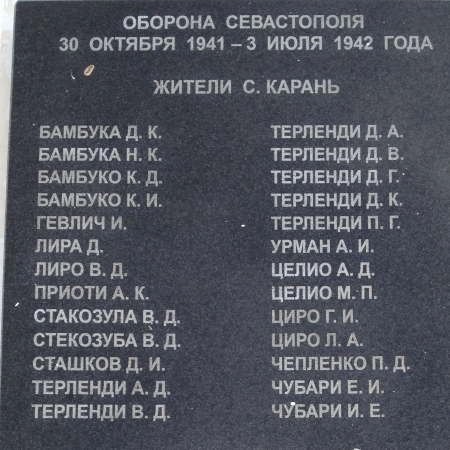 ОБОРОНА СЕВАСТОПОЛЯ
30 ОКТЯБРЯ 1941 – 3 ИЮЛЯ 1942 ГОДА
ЖИТЕЛИ С. КАРАНЬ
БАМБУКА Д. К.
БАМБУКА Н. К.
БАМБУКО К. Д.
БАМБУКО К. И.
ГЕВЛИЧ И.
ЛИРА Д.
ЛИРО В. Д.
ПРИОТИ А. К.
СТАКОЗУЛА В. Д.
СТЕКОЗУБА В. Д.
СТАШКОВ Д. И.
ТЕРЛЕНДИ А. Д.
ТЕРЛЕНДИ В. Д.
ТЕРЛЕНДИ Д. А.
ТЕРЛЕНДИ Д. В.
ТЕРЛЕНДИ Д. Г.
ТЕРЛЕНДИ Д. К.
ТЕРЛЕНДИ П. Г.
УРМАН А. И.
ЦЕЛИО А. Д.
ЦЕЛИО М. П.
ЦИРО Г. И.
ЦИРО Л. А.
ЧЕПЛЕНКО П. Д.
ЧУБАРИ Е. И.
ЧУБАРИ И. Е.